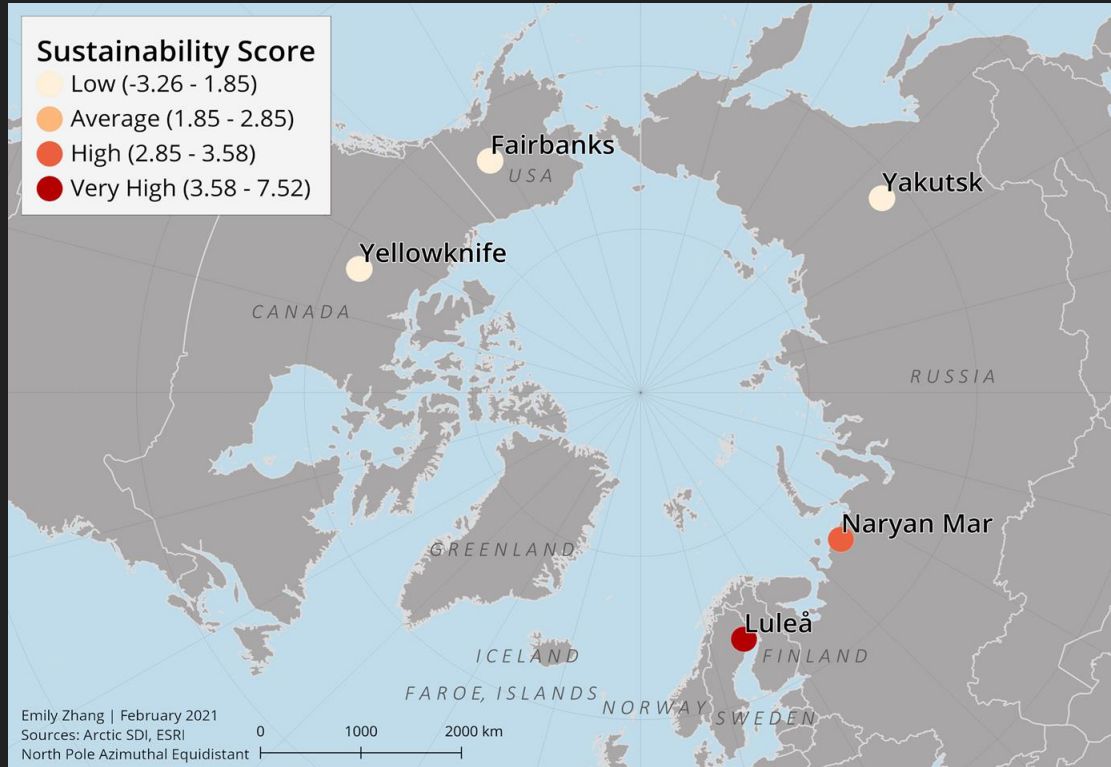 Sustainability Score
Low (-3.26 - 1.85)
Average (1.85 - 2.85)
High (2.85 - 3.58)
Very High (3.58 - 7.52)
Fairbanks
USA
Yakutsk
Yellowknife
CANADA
RUSSIA
Naryan Mar
GREENLAND
Luleå
ICELAND
FINLAND
FAROE, ISLANDS
NORWAY
SWEDEN
Emily Zhang | February 2021
Sources: Arctic SDI, ESRI
North Pole Azimuthal Equidistant
0 1000 2000 km